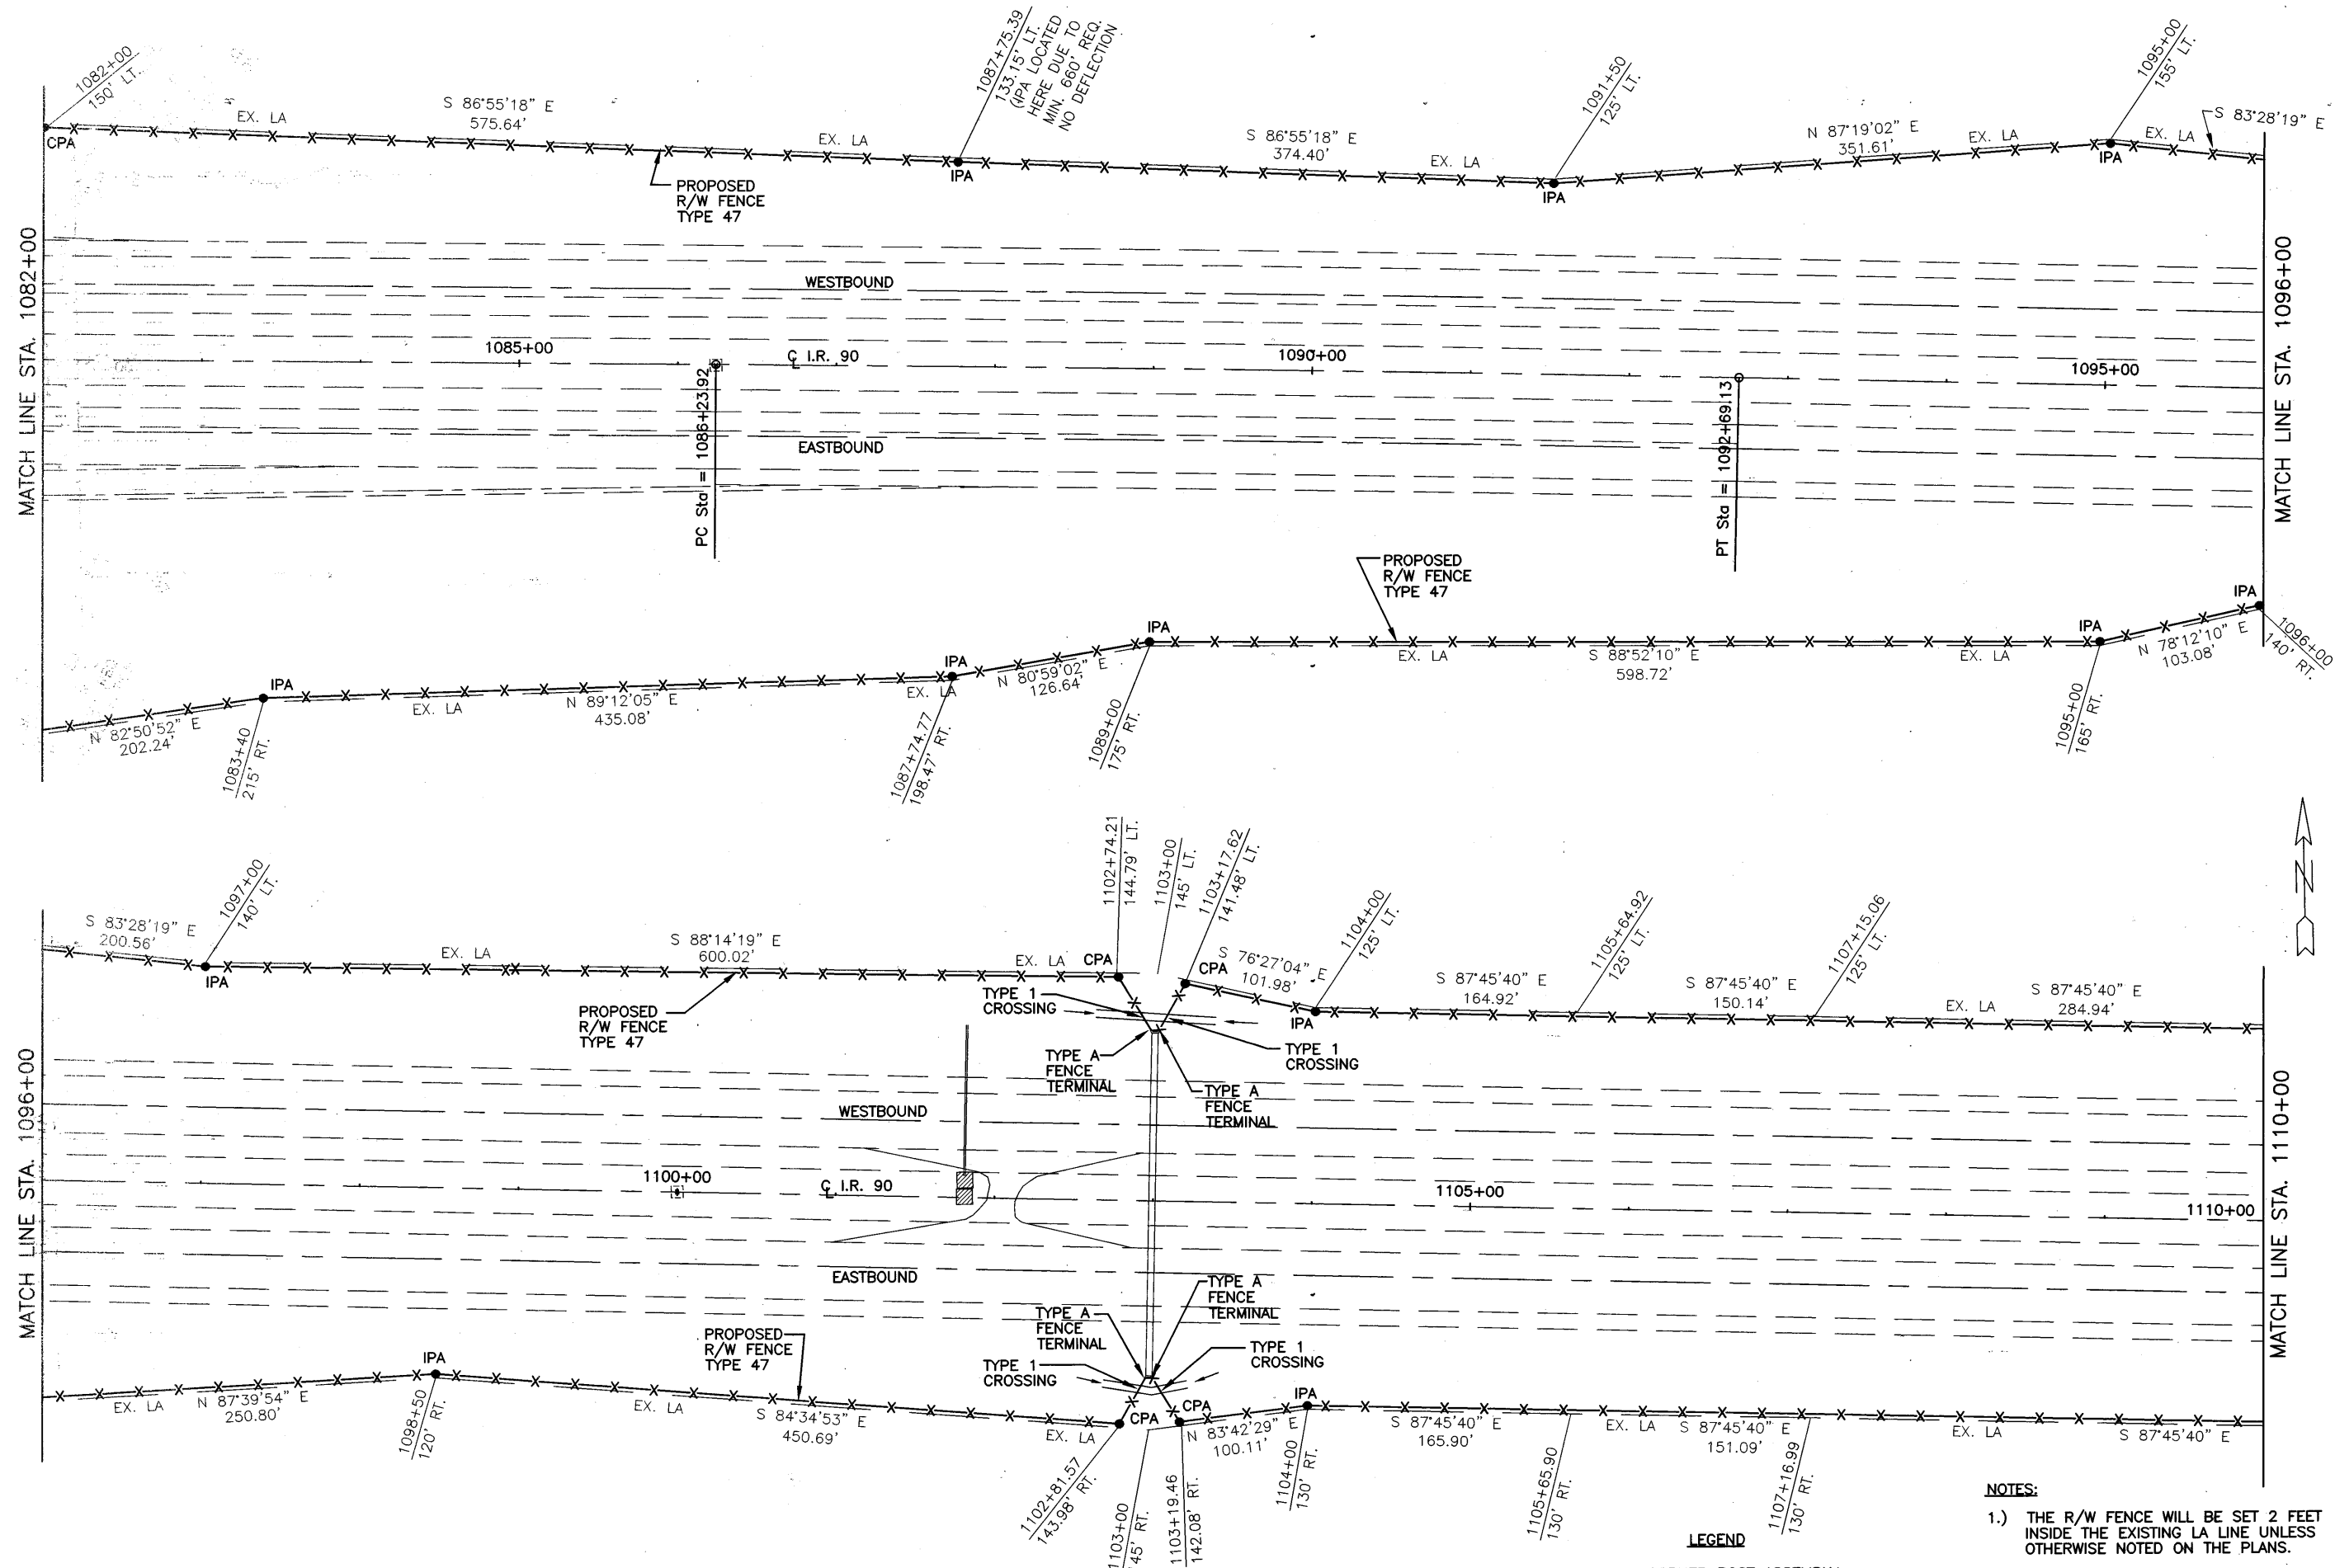 1082+00
150' LT.
1087+75.39
133.15' LT.
(IPA LOCATED
HERE DUE TO
MIN. 660' REQ.
NO DEFLECTION
1091+50
125' LT.
1095+00
155' LT.
S 86°55'18" E
575.64'
EX. LA
EX. LA
S 86°55'18" E
374.40'
EX. LA
N 87°19'02" E
351.61'
EX. LA
EX. LA
S 83°28'19" E
CPA
IPA
IPA
IPA
PROPOSED
R/W FENCE
TYPE 47
MATCH LINE STA. 1082+00
MATCH LINE STA. 1096+00
WESTBOUND
1085+00
℄ I.R. 90
1090+00
1095+00
PC Sta = 1086+23.92
PT Sta = 1092+69.13
EASTBOUND
PROPOSED
R/W FENCE
TYPE 47
IPA
IPA
IPA
IPA
IPA
N 82°50'52" E
202.24'
EX. LA
N 89°12'05" E
435.08'
EX. LA
N 80°59'02" E
126.64'
EX. LA
S 88°52'10" E
598.72'
EX. LA
N 78°12'10" E
103.08'
1083+40
215' RT.
1087+74.77
198.47' RT.
1089+00
175' RT.
1095+00
165' RT.
1096+00
140' RT.
1097+00
140' LT.
1102+74.21
144.79' LT.
1103+00
145' LT.
1103+17.62
141.48' LT.
1104+00
125' LT.
1105+64.92
125' LT.
1107+15.06
125' LT.
S 83°28'19" E
200.56'
EX. LA
S 88°14'19" E
600.02'
EX. LA
CPA
CPA
S 76°27'04" E
101.98'
S 87°45'40" E
164.92'
S 87°45'40" E
150.14'
EX. LA
S 87°45'40" E
284.94'
IPA
IPA
PROPOSED
R/W FENCE
TYPE 47
TYPE 1
CROSSING
TYPE 1
CROSSING
TYPE A
FENCE
TERMINAL
TYPE A
FENCE
TERMINAL
MATCH LINE STA. 1096+00
MATCH LINE STA. 1110+00
WESTBOUND
1100+00
℄ I.R. 90
1105+00
1110+00
EASTBOUND
TYPE A
FENCE
TERMINAL
TYPE A
FENCE
TERMINAL
PROPOSED
R/W FENCE
TYPE 47
TYPE 1
CROSSING
TYPE 1
CROSSING
IPA
IPA
CPA
CPA
EX. LA
N 87°39'54" E
250.80'
EX. LA
S 84°34'53" E
450.69'
EX. LA
N 83°42'29" E
100.11'
S 87°45'40" E
165.90'
EX. LA
S 87°45'40" E
151.09'
EX. LA
S 87°45'40" E
1098+50
120' RT.
1102+81.57
143.98' RT.
1103+00
45' RT.
1103+19.46
142.08' RT.
1104+00
130' RT.
1105+65.90
130' RT.
1107+16.99
130' RT.
N
LEGEND
NOTES:
1.) THE R/W FENCE WILL BE SET 2 FEET
INSIDE THE EXISTING LA LINE UNLESS
OTHERWISE NOTED ON THE PLANS.